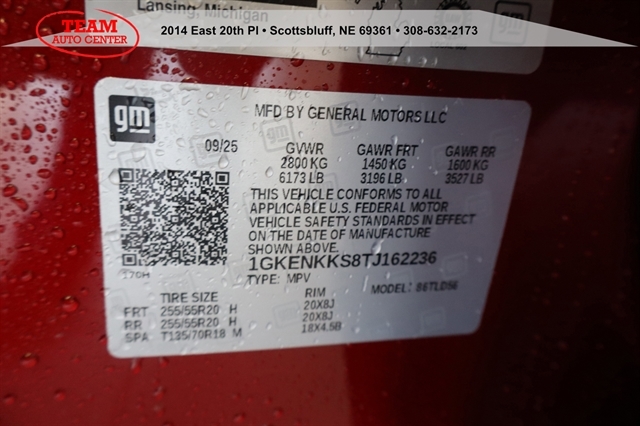 Lansing, Michigan
TEAM
AUTO CENTER
2014 East 20th Pl • Scottsbluff, NE 69361 • 308-632-2173
gm
MFD BY GENERAL MOTORS LLC
09/25 GVWR GAWR FRT GAWR RR
2800 KG 1450 KG 1600 KG
6173 LB 3196 LB 3527 LB
THIS VEHICLE CONFORMS TO ALL
APPLICABLE U.S. FEDERAL MOTOR
VEHICLE SAFETY STANDARDS IN EFFECT
ON THE DATE OF MANUFACTURE
SHOWN ABOVE.
1GKENKKS8TJ162236
170H
TYPE: MPV MODEL: 86TLD56
TIRE SIZE RIM
FRT 255/55R20 H 20X8J
RR 255/55R20 H 20X8J
SPA T135/70R18 M 18X4.5B